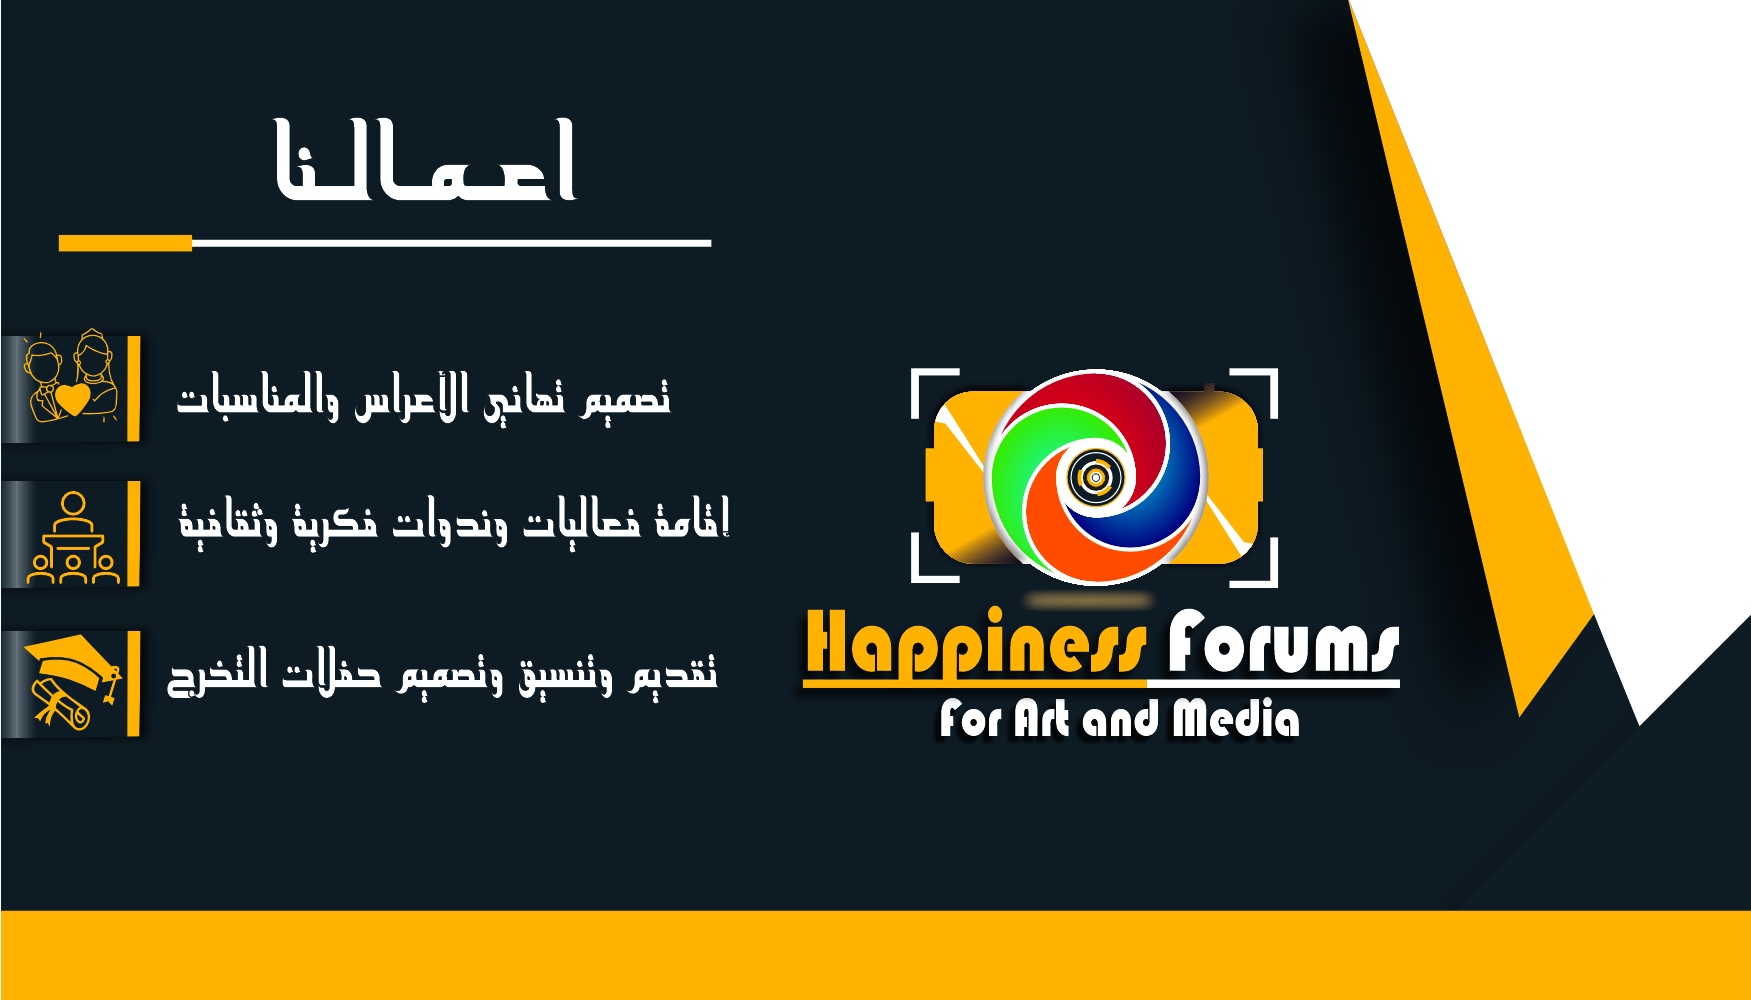 اعمالنا
تصميم تهاني الأعراس والمناسبات
إقامة فعاليات وندوات فكرية وثقافية
تقديم وتنسيق وتصميم حفلات التخرج
Happiness Forums
For Art and Media